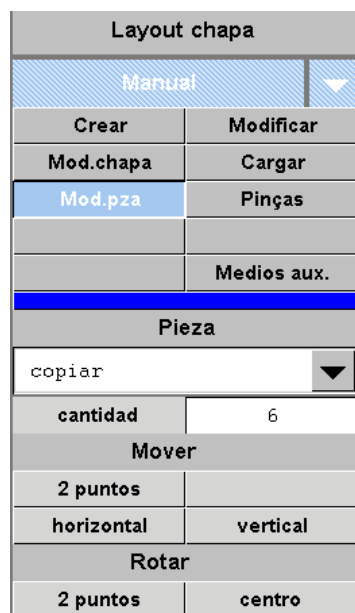 Layout chapa
Manual
Crear Modificar
Mod.chapa Cargar
Mod.pza Pinças
Medios aux.
Pieza
copiar
cantidad 6
Mover
2 puntos
horizontal vertical
Rotar
2 puntos centro